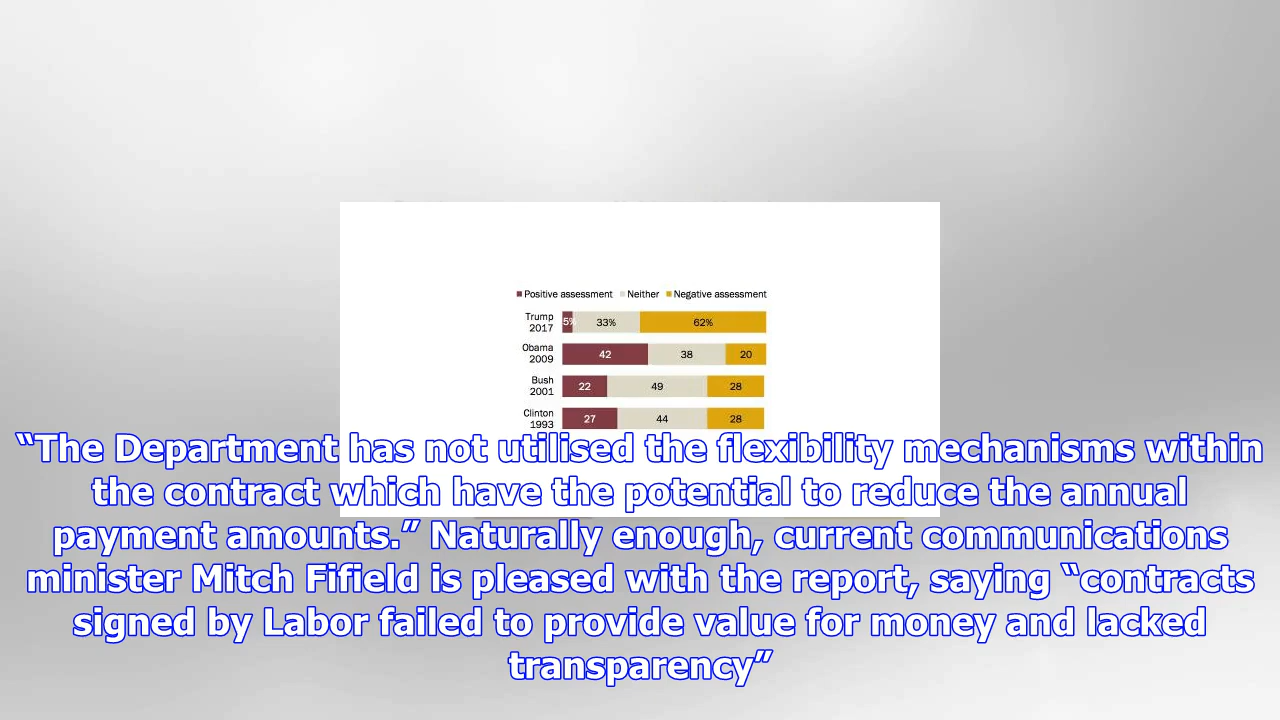 Positive assessment Neither Negative assessment
Trump 2017 5% 33% 62%
Obama 2009 42 38 20
Bush 2001 22 49 28
Clinton 1993 27 44 28
“The Department has not utilised the flexibility mechanisms within
the contract which have the potential to reduce the annual
payment amounts.” Naturally enough, current communications
minister Mitch Fifield is pleased with the report, saying “contracts
signed by Labor failed to provide value for money and lacked
transparency”